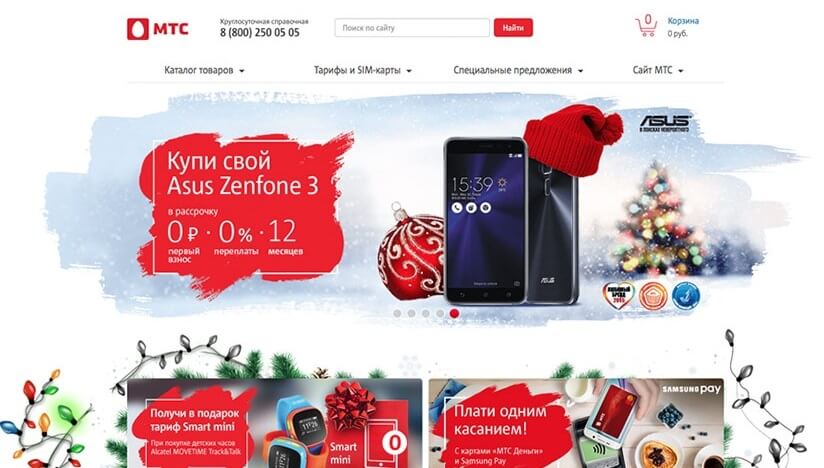 МТС
Круглосуточная справочная
8 (800) 250 05 05
Поиск по сайту
Найти
0
Корзина
0 руб.
Каталог товаров
Тарифы и SIM-карты
Специальные предложения
Сайт МТС
Купи свой
Asus Zenfone 3
в рассрочку
0 ₽ · 0% · 12
первый взнос
переплаты
месяцев
15:39
ASUS
ASUS
В ПОИСКАХ НЕВЕРОЯТНОГО
Получи в подарок
тариф Smart mini
При покупке детских часов
Alcatel MOVETIME Track&Talk
Smart
mini
0
Плати одним
касанием!
С картами «МТС Деньги»
и Samsung Pay
SAMSUNG pay